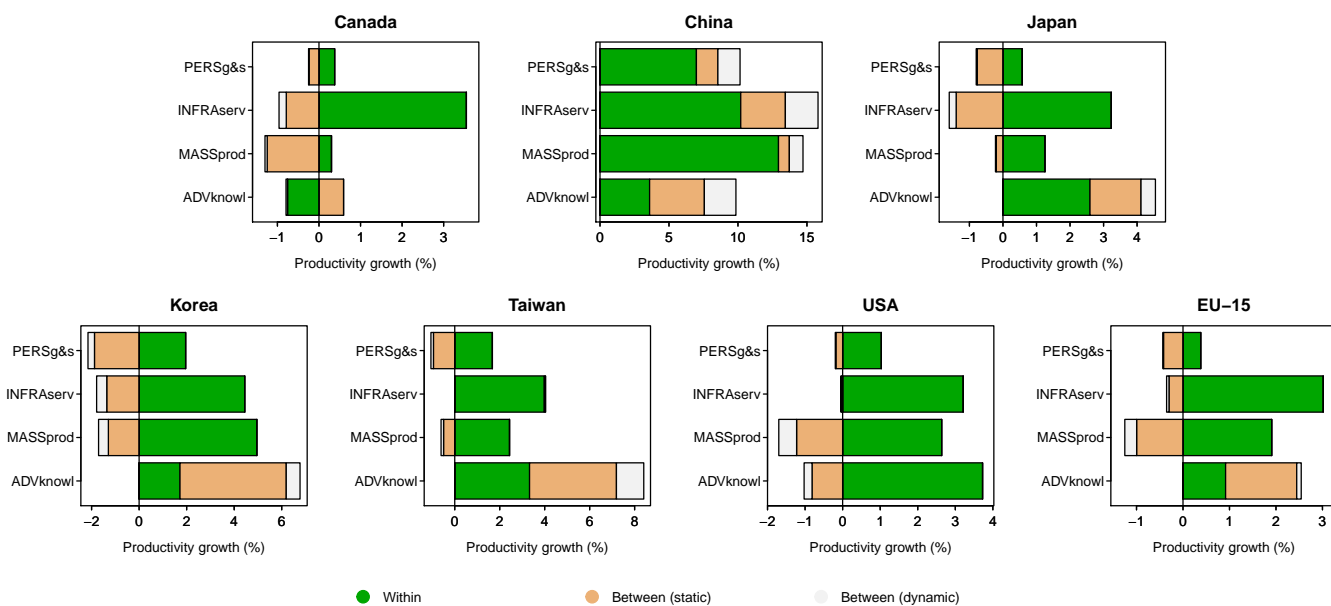 Canada
China
Japan
PERSg&s
INFRAserv
MASSprod
ADVknowl
−1 0 1 2 3
Productivity growth (%)
PERSg&s
INFRAserv
MASSprod
ADVknowl
0 5 10 15
Productivity growth (%)
PERSg&s
INFRAserv
MASSprod
ADVknowl
−1 0 1 2 3 4
Productivity growth (%)
Korea
Taiwan
USA
EU−15
PERSg&s
INFRAserv
MASSprod
ADVknowl
−2 0 2 4 6
Productivity growth (%)
PERSg&s
INFRAserv
MASSprod
ADVknowl
0 2 4 6 8
Productivity growth (%)
PERSg&s
INFRAserv
MASSprod
ADVknowl
−2 −1 0 1 2 3 4
Productivity growth (%)
PERSg&s
INFRAserv
MASSprod
ADVknowl
−1 0 1 2 3
Productivity growth (%)
Within
Between (static)
Between (dynamic)